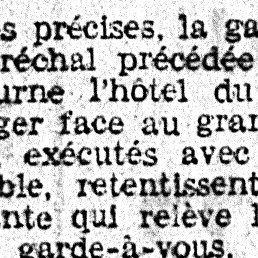 s précises, la ga
réchal précédée
urne l'hôtel du
ger face au gran
exécutés avec
ble, retentissent
nte qui relève l
garde-à-vous.